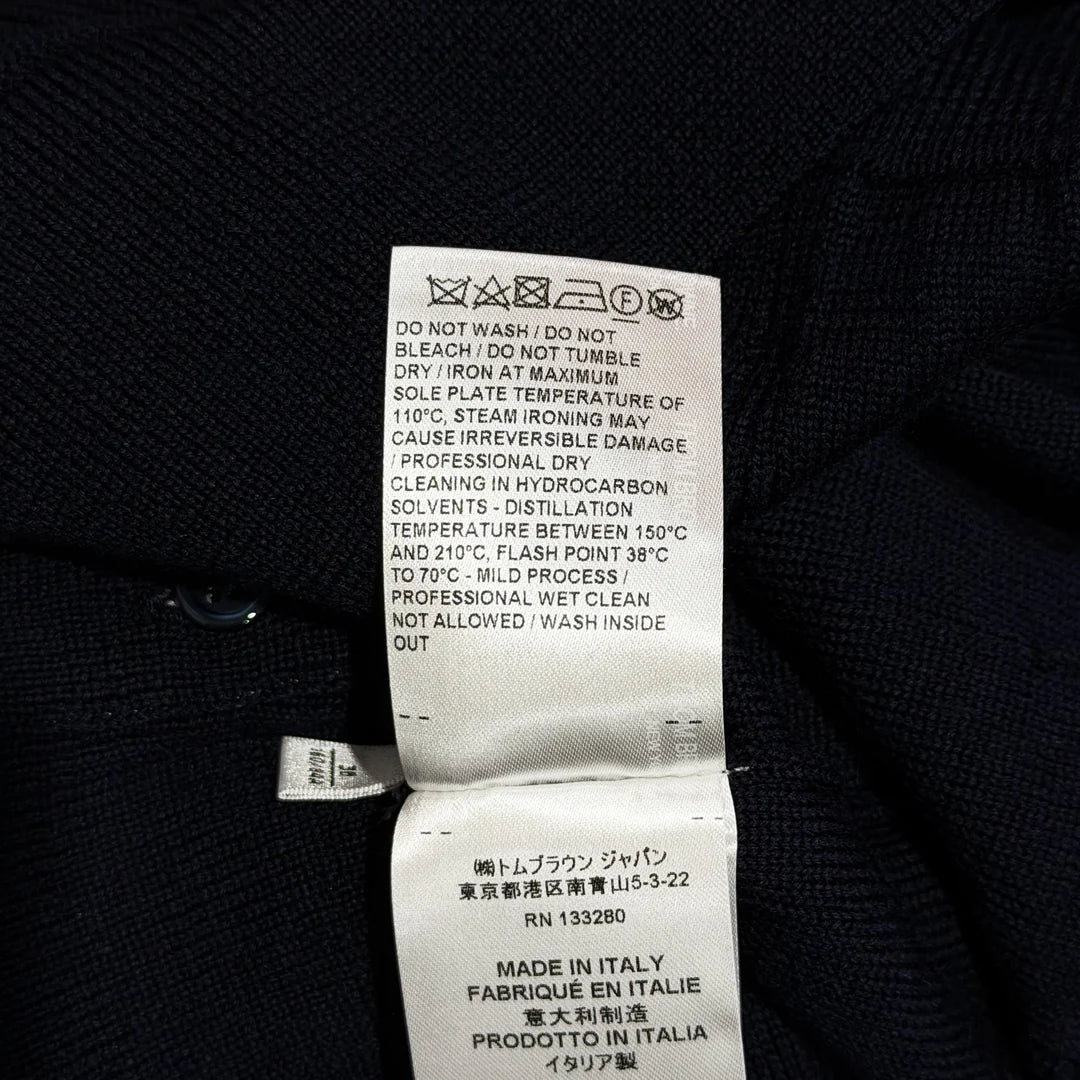 DO NOT WASH / DO NOT
BLEACH / DO NOT TUMBLE
DRY / IRON AT MAXIMUM
SOLE PLATE TEMPERATURE OF
110°C, STEAM IRONING MAY
CAUSE IRREVERSIBLE DAMAGE
/ PROFESSIONAL DRY
CLEANING IN HYDROCARBON
SOLVENTS - DISTILLATION
TEMPERATURE BETWEEN 150°C
AND 210°C, FLASH POINT 38°C
TO 70°C - MILD PROCESS /
PROFESSIONAL WET CLEAN
NOT ALLOWED / WASH INSIDE
OUT
38
160/84A
㈱トムブラウン ジャパン
東京都港区南青山5-3-22
RN 133280
MADE IN ITALY
FABRIQUÉ EN ITALIE
意大利制造
PRODOTTO IN ITALIA
イタリア製